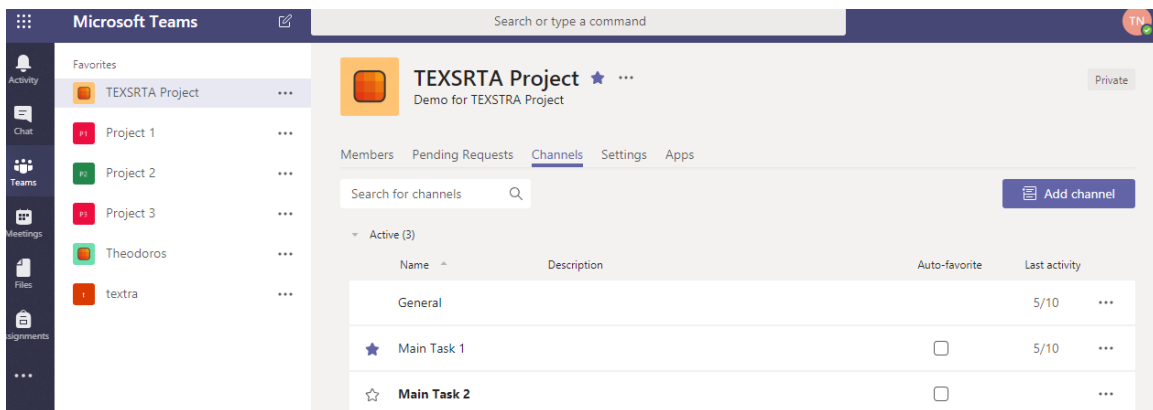 Microsoft Teams
Search or type a command
TN
Activity
Chat
Teams
Meetings
Files
ssignments
Favorites
TEXSRTA Project
P1 Project 1
P2 Project 2
P3 Project 3
Theodoros
t textra
TEXSRTA Project
Demo for TEXSTRA Project
Private
Members Pending Requests Channels Settings Apps
Search for channels
Add channel
Active (3)
Name Description Auto-favorite Last activity
General 5/10
Main Task 1 5/10
Main Task 2